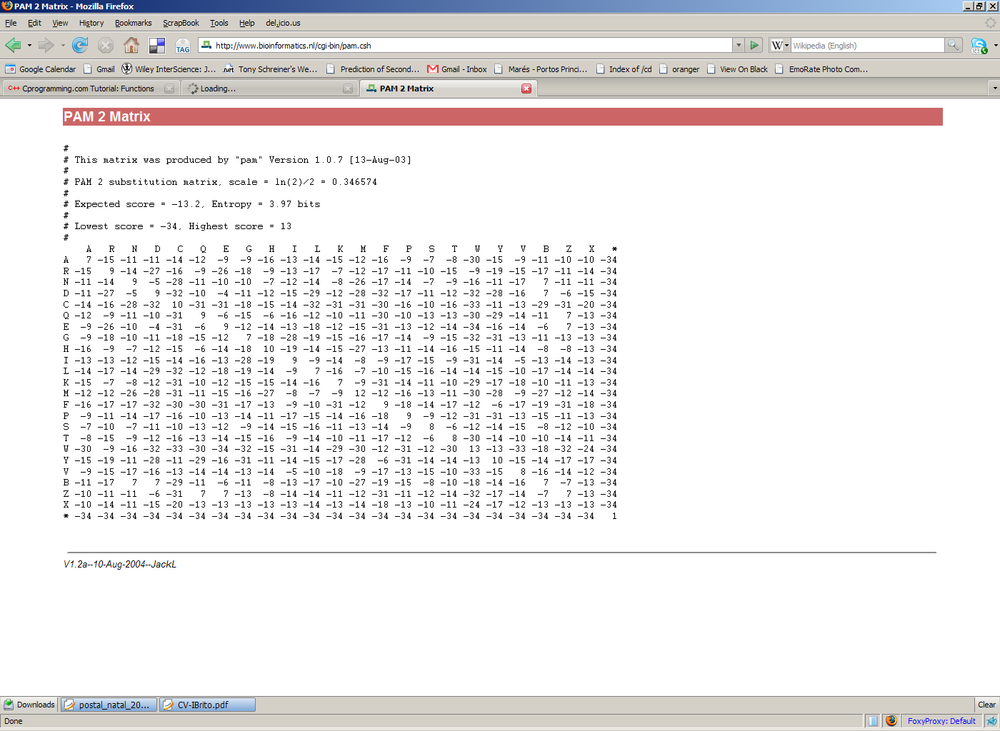 PAM 2 Matrix - Mozilla Firefox
File Edit View History Bookmarks ScrapBook Tools Help del.icio.us
TAG http://www.bioinformatics.nl/cgi-bin/pam.csh W Wikipedia (English)
Google Calendar Gmail Wiley InterScience: J... .net Tony Schreiner's We... Prediction of Second... Gmail - Inbox Marés - Portos Princi... Index of /cd oranger View On Black EmoRate Photo Com...
C++ Cprogramming.com Tutorial: Functions Loading... PAM 2 Matrix
PAM 2 Matrix
#
# This matrix was produced by "pam" Version 1.0.7 [13-Aug-03]
#
# PAM 2 substitution matrix, scale = ln(2)/2 = 0.346574
#
# Expected score = -13.2, Entropy = 3.97 bits
#
# Lowest score = -34, Highest score = 13
#
A R N D C Q E G H I L K M F P S T W Y V B Z X *
A 7 -15 -11 -11 -14 -12 -9 -9 -16 -13 -14 -15 -12 -16 -9 -7 -8 -30 -15 -9 -11 -10 -10 -34
R -15 9 -14 -27 -16 -9 -26 -18 -9 -13 -17 -7 -12 -17 -11 -10 -15 -9 -19 -15 -17 -11 -14 -34
N -11 -14 9 -5 -28 -11 -10 -10 -7 -12 -14 -8 -26 -17 -14 -7 -9 -16 -11 -17 7 -11 -11 -34
D -11 -27 -5 9 -32 -10 -4 -11 -12 -15 -29 -12 -28 -32 -17 -11 -12 -32 -28 -16 7 -6 -15 -34
C -14 -16 -28 -32 10 -31 -31 -18 -15 -14 -32 -31 -31 -30 -16 -10 -16 -33 -11 -13 -29 -31 -20 -34
Q -12 -9 -11 -10 -31 9 -6 -15 -6 -16 -12 -10 -11 -30 -10 -13 -13 -30 -29 -14 -11 7 -13 -34
E -9 -26 -10 -4 -31 -6 9 -12 -14 -13 -18 -12 -15 -31 -13 -12 -14 -34 -16 -14 -6 7 -13 -34
G -9 -18 -10 -11 -18 -15 -12 7 -18 -28 -19 -15 -16 -17 -14 -9 -15 -32 -31 -13 -11 -13 -13 -34
H -16 -9 -7 -12 -15 -6 -14 -18 10 -19 -14 -15 -27 -13 -11 -14 -16 -15 -11 -14 -8 -8 -13 -34
I -13 -13 -12 -15 -14 -16 -13 -28 -19 9 -9 -14 -8 -9 -17 -15 -9 -31 -14 -5 -13 -14 -13 -34
L -14 -17 -14 -29 -32 -12 -18 -19 -14 -9 7 -16 -7 -10 -15 -16 -14 -14 -15 -10 -17 -14 -14 -34
K -15 -7 -8 -12 -31 -10 -12 -15 -15 -14 -16 7 -9 -31 -14 -11 -10 -29 -17 -18 -10 -11 -13 -34
M -12 -12 -26 -28 -31 -11 -15 -16 -27 -8 -7 -9 12 -12 -16 -13 -11 -30 -28 -9 -27 -12 -14 -34
F -16 -17 -17 -32 -30 -30 -31 -17 -13 -9 -10 -31 -12 9 -18 -14 -17 -12 -6 -17 -19 -31 -18 -34
P -9 -11 -14 -17 -16 -10 -13 -14 -11 -17 -15 -14 -16 -18 9 -9 -12 -31 -31 -13 -15 -11 -13 -34
S -7 -10 -7 -11 -10 -13 -12 -9 -14 -15 -16 -11 -13 -14 -9 8 -6 -12 -14 -15 -8 -12 -10 -34
T -8 -15 -9 -12 -16 -13 -14 -15 -16 -9 -14 -10 -11 -17 -12 -6 8 -30 -14 -10 -10 -14 -11 -34
W -30 -9 -16 -32 -33 -30 -34 -32 -15 -31 -14 -29 -30 -12 -31 -12 -30 13 -13 -33 -18 -32 -24 -34
Y -15 -19 -11 -28 -11 -29 -16 -31 -11 -14 -15 -17 -28 -6 -31 -14 -14 -13 10 -15 -14 -17 -17 -34
V -9 -15 -17 -16 -13 -14 -14 -13 -14 -5 -10 -18 -9 -17 -13 -15 -10 -33 -15 8 -16 -14 -12 -34
B -11 -17 7 7 -29 -11 -6 -11 -8 -13 -17 -10 -27 -19 -15 -8 -10 -18 -14 -16 7 -7 -13 -34
Z -10 -11 -11 -6 -31 7 7 -13 -8 -14 -14 -11 -12 -31 -11 -12 -14 -32 -17 -14 -7 7 -13 -34
X -10 -14 -11 -15 -20 -13 -13 -13 -13 -13 -14 -13 -14 -18 -13 -10 -11 -24 -17 -12 -13 -13 -13 -34
* -34 -34 -34 -34 -34 -34 -34 -34 -34 -34 -34 -34 -34 -34 -34 -34 -34 -34 -34 -34 -34 -34 -34 1
V1.2a--10-Aug-2004--JackL
Downloads postal_natal_20... CV-IBrito.pdf Clear
Done FoxyProxy: Default